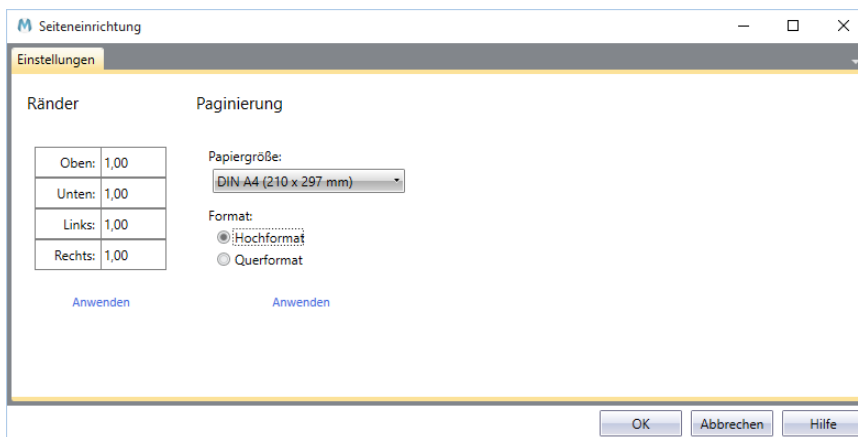 Seiteneinrichtung
Einstellungen
Ränder
Paginierung
Oben: 1,00
Unten: 1,00
Links: 1,00
Rechts: 1,00
Anwenden
Papiergröße:
DIN A4 (210 x 297 mm)
Format:
Hochformat
Querformat
Anwenden
OK
Abbrechen
Hilfe